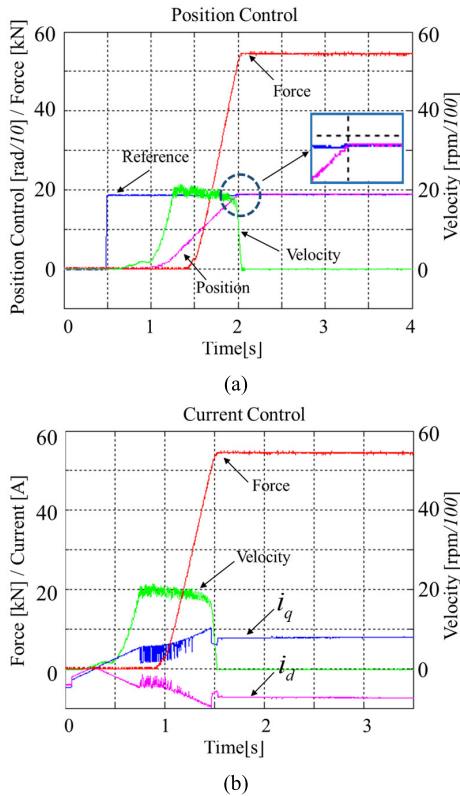 Position Control
Position Control [rad/10] / Force [kN]
Velocity [rpm/100]
60
40
20
0
60
40
20
0
Reference
Force
Velocity
Position
0
1
2
3
4
Time[s]
(a)
Current Control
Force [kN] / Current [A]
Velocity [rpm/100]
60
40
20
0
60
40
20
0
Force
Velocity
i_q
i_d
0
1
2
3
Time[s]
(b)